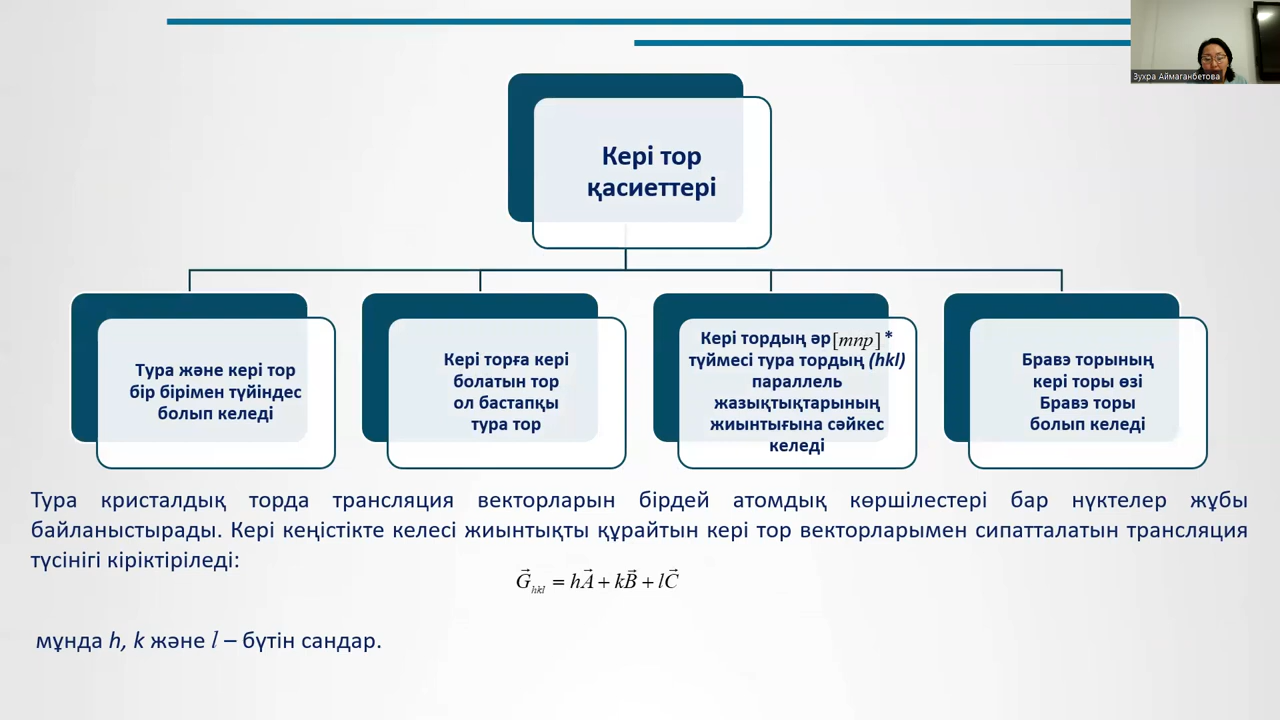 Зухра Аймаганбетова
Кері тор
қасиеттері
Тура және кері тор
бір бірімен түйіндес
болып келеді
Кері торға кері
болатын тор
ол бастапқы
тура тор
Кері тордың әр [mnp] *
түймесі тура тордың (hkl)
параллель
жазықтықтарының
жиынтығына сәйкес
келеді
Бравэ торының
кері торы өзі
Бравэ торы
болып келеді
Тура кристалдық торда трансляция векторларын бірдей атомдық көршілестері бар нүктелер жұбы
байланыстырады. Кері кеңістікте келесі жиынтықты құрайтын кері тор векторларымен сипатталатын трансляция
түсінігі кіріктіріледі:
G⃗hkl = hA⃗ + kB⃗ + lC⃗
мұнда h, k және l – бүтін сандар.